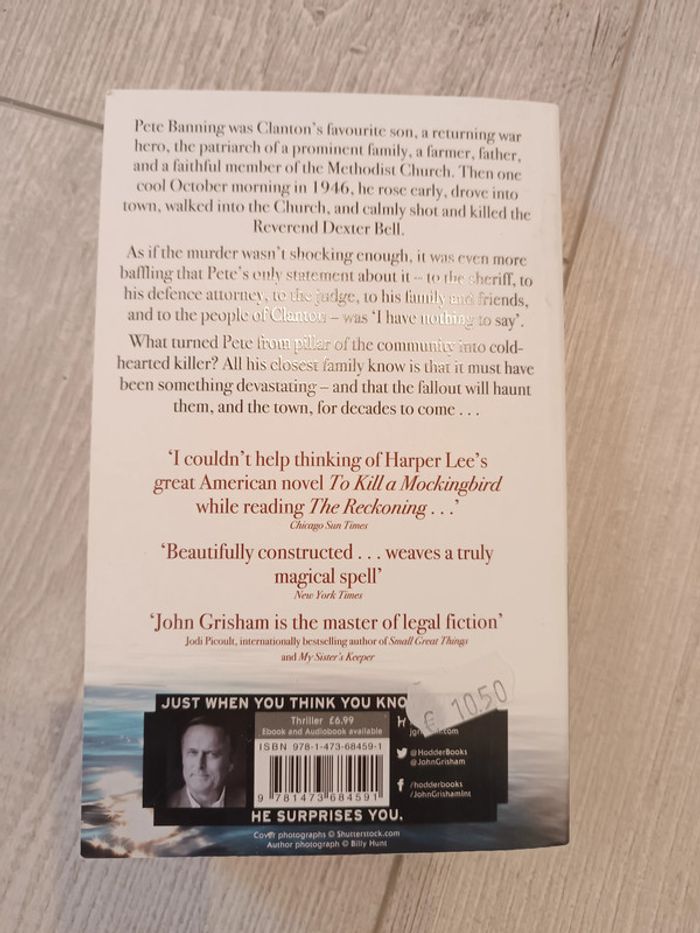 Pete Banning was Clanton's favourite son, a returning war
hero, the patriarch of a prominent family, a farmer, father,
and a faithful member of the Methodist Church. Then one
cool October morning in 1946, he rose early, drove into
town, walked into the Church, and calmly shot and killed the
Reverend Dexter Bell.
As if the murder wasn't shocking enough, it was even more
baffling that Pete's only statement about it – to the sheriff, to
his defence attorney, to the judge, to his family and friends,
and to the people of Clanton – was 'I have nothing to say'.
What turned Pete from pillar of the community into cold-
hearted killer? All his closest family know is that it must have
been something devastating – and that the fallout will haunt
them, and the town, for decades to come . . .
'I couldn't help thinking of Harper Lee's
great American novel To Kill a Mockingbird
while reading The Reckoning . . .'
Chicago Sun Times
'Beautifully constructed . . . weaves a truly
magical spell'
New York Times
'John Grisham is the master of legal fiction'
Jodi Picoult, internationally bestselling author of Small Great Things
and My Sister's Keeper
JUST WHEN YOU THINK YOU KNO
€ 10.50
Thriller £6.99
Ebook and Audiobook available
ISBN 978-1-473-68459-1
9 781473 684591
.com
@HodderBooks
@JohnGrisham
/hodderbooks
/JohnGrishamInt
HE SURPRISES YOU.
Cover photographs © Shutterstock.com
Author photograph © Billy Hunt